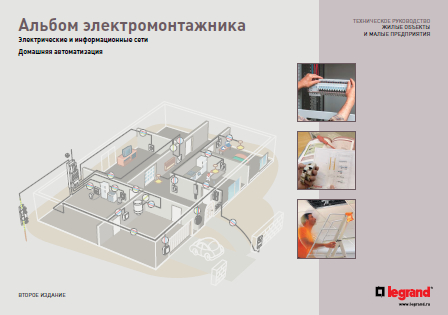 Альбом электромонтажника
Электрические и информационные сети
Домашняя автоматизация
ТЕХНИЧЕСКОЕ РУКОВОДСТВО
ЖИЛЫЕ ОБЪЕКТЫ
И МАЛЫЕ ПРЕДПРИЯТИЯ
ВТОРОЕ ИЗДАНИЕ
legrand
www.legrand.ru